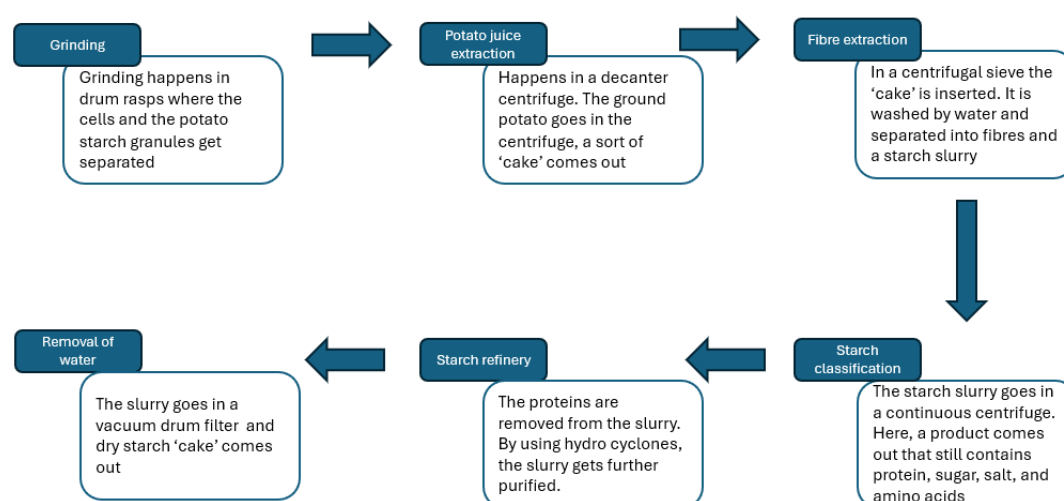 Grinding
Grinding happens in
drum rasps where the
cells and the potato
starch granules get
separated
Potato juice
extraction
Happens in a decanter
centrifuge. The ground
potato goes in the
centrifuge, a sort of
‘cake’ comes out
Fibre extraction
In a centrifugal sieve the
‘cake’ is inserted. It is
washed by water and
separated into fibres and
a starch slurry
Starch
classification
The starch slurry goes in
a continuous centrifuge.
Here, a product comes
out that still contains
protein, sugar, salt, and
amino acids
Starch refinery
The proteins are
removed from the slurry.
By using hydro cyclones,
the slurry gets further
purified.
Removal of
water
The slurry goes in a
vacuum drum filter and
dry starch ‘cake’ comes
out